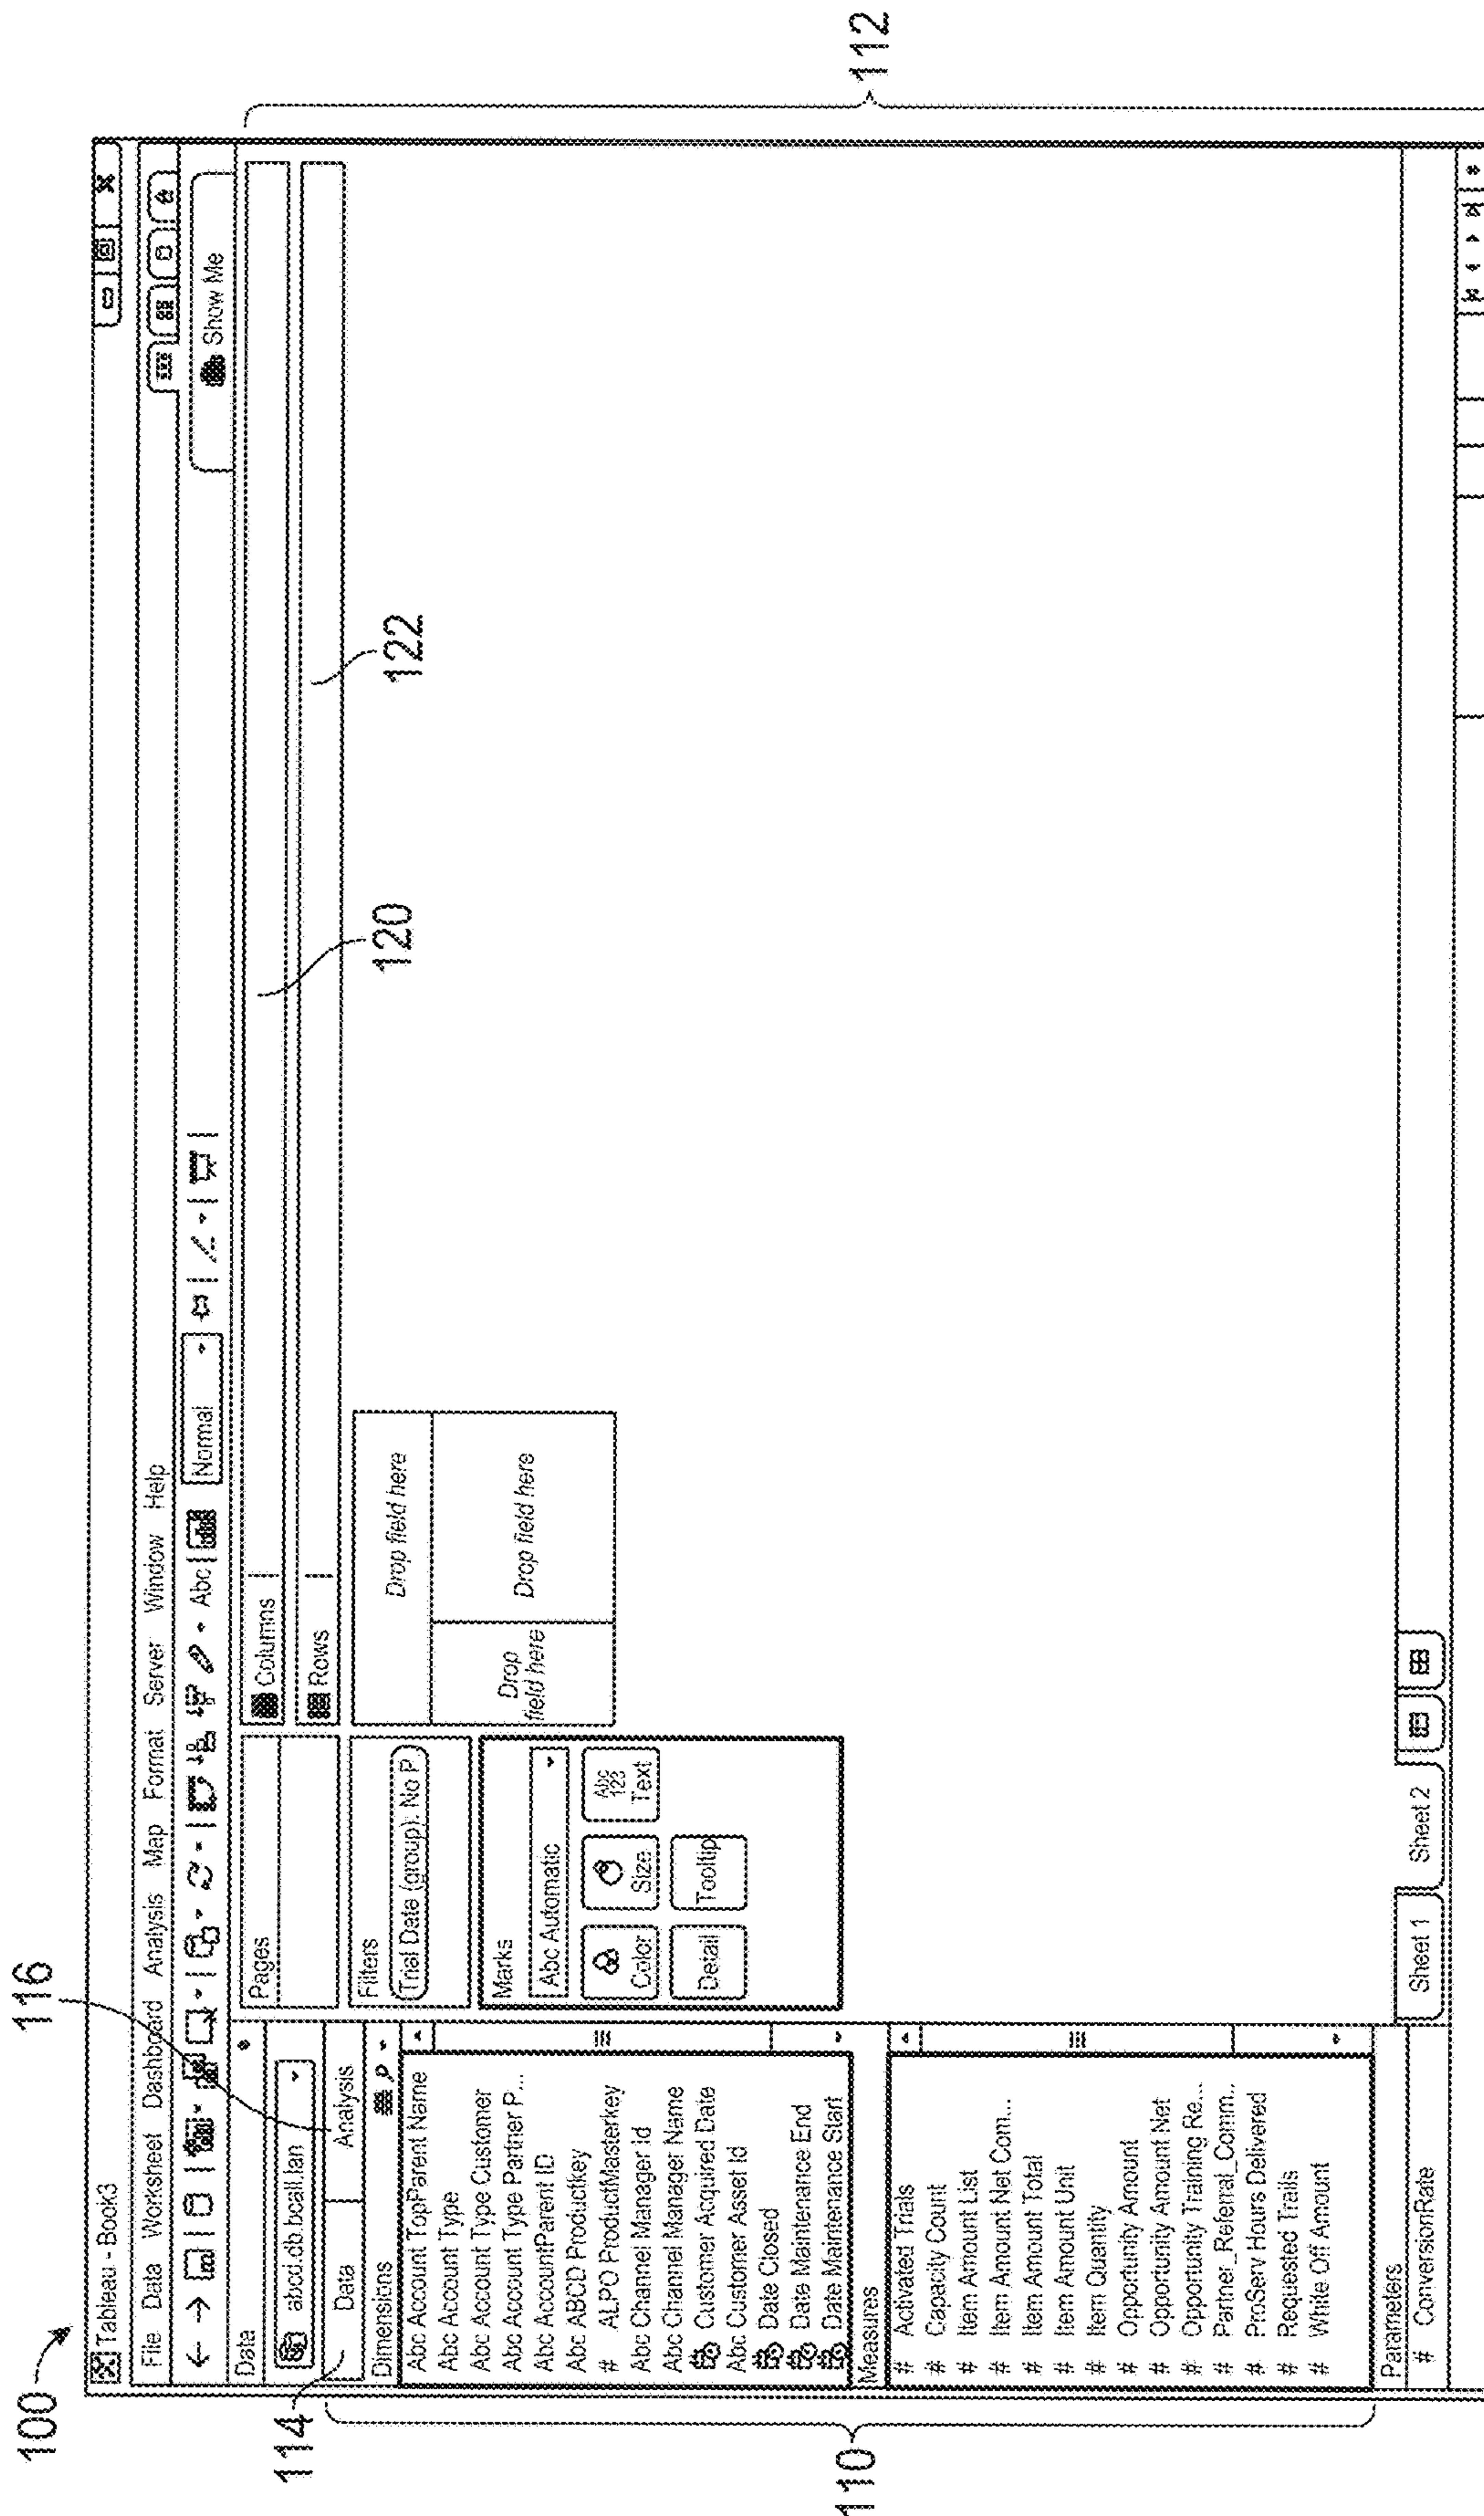 100
116
Tableau - Book3
File Data Worksheet Dashboard Analysis Map Format Server Window Help
Abc
Normal
Show Me
Date
abcd.db.bcall.lan
114
Data
Analysis
Dimensions
Abc Account TopParent Name
Abc Account Type
Abc Account Type Customer
Abc Account Type Partner P...
Abc AccountParent ID
Abc ABCD Productkey
# ALPO ProductMasterkey
Abc Channel Manager Id
Abc Channel Manager Name
Customer Acquired Date
Abc Customer Asset Id
Date Closed
Date Maintenance End
Date Maintenance Start
110
Measures
# Activated Trials
# Capacity Count
# Item Amount List
# Item Amount Net Com...
# Item Amount Total
# Item Amount Unit
# Item Quantity
# Opportunity Amount
# Opportunity Amount Net
# Opportunity Training Re...
# Partner_Referral_Comm...
# ProServ Hours Delivered
# Requested Trails
# White Off Amount
Parameters
# ConversionRate
Pages
Filters
Trial Date (group): No P
Marks
Abc Automatic
Color
Size
Abc
123
Text
Detail
Tooltip
Columns
Rows
120
122
Drop field here
Drop
field here
Drop field here
Sheet 1
Sheet 2
112